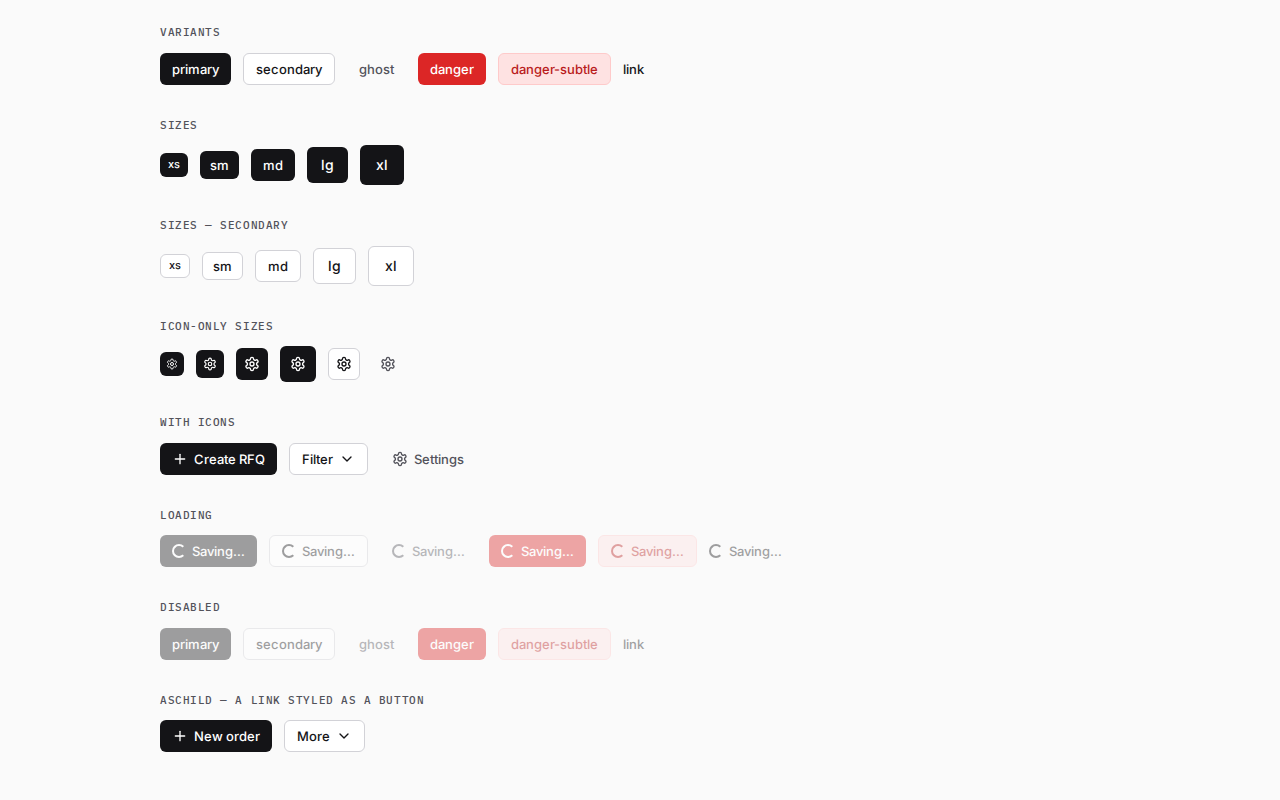 VARIANTS
primary secondary ghost danger danger-subtle link
SIZES
xs sm md lg xl
SIZES — SECONDARY
xs sm md lg xl
ICON-ONLY SIZES
WITH ICONS
Create RFQ Filter Settings
LOADING
Saving... Saving... Saving... Saving... Saving... Saving...
DISABLED
primary secondary ghost danger danger-subtle link
ASCHILD — A LINK STYLED AS A BUTTON
New order More